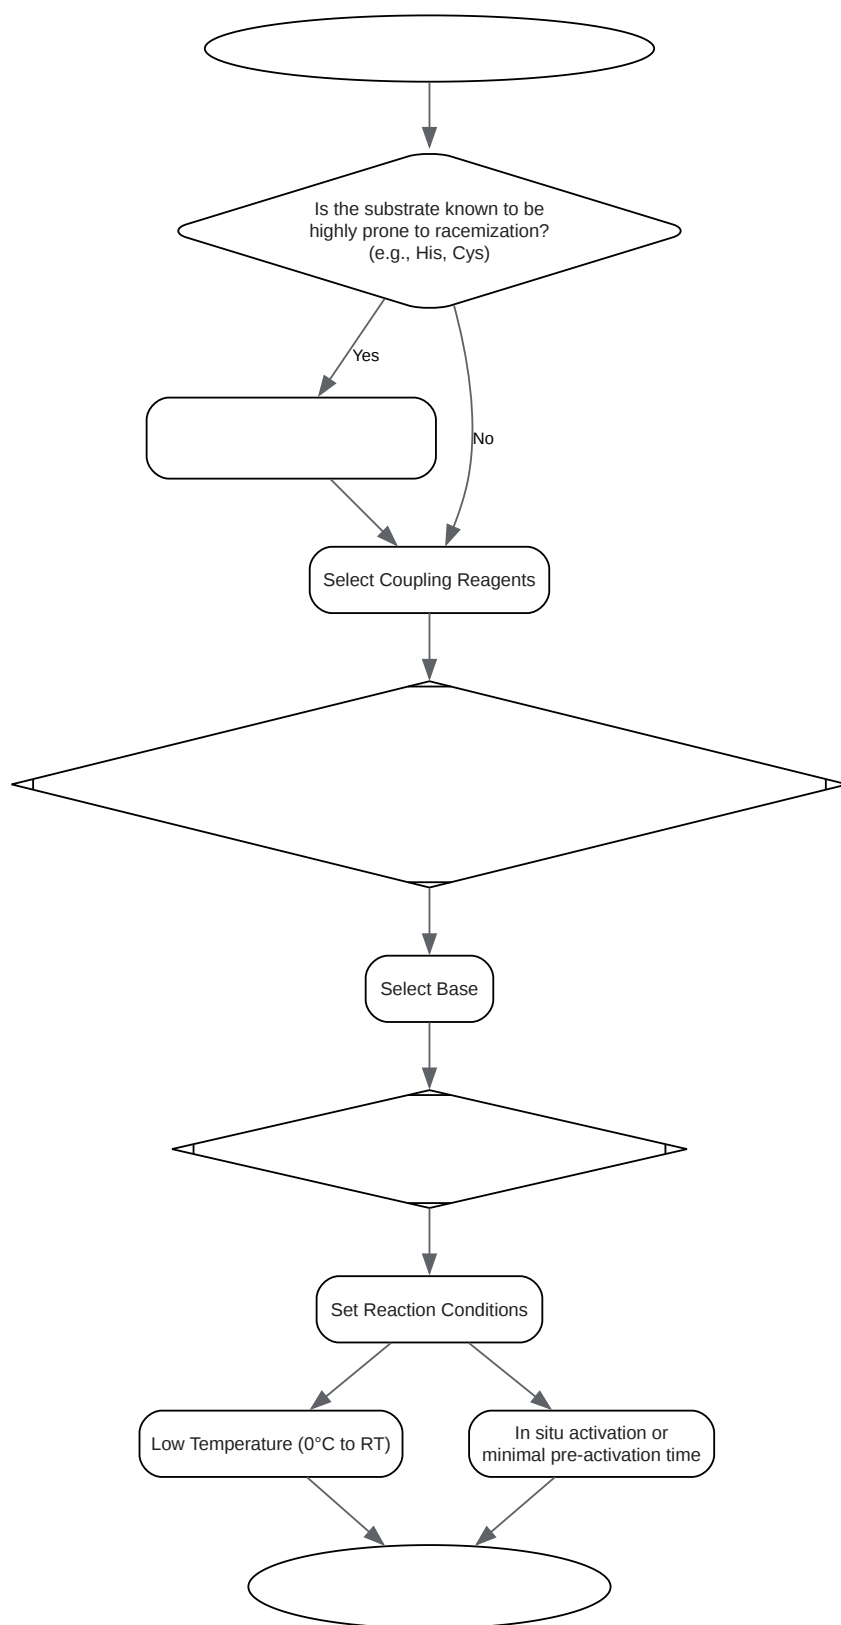 Is the substrate known to be
highly prone to racemization?
(e.g., His, Cys)
Yes
No
Select Coupling Reagents
Select Base
Set Reaction Conditions
Low Temperature (0°C to RT)
In situ activation or
minimal pre-activation time